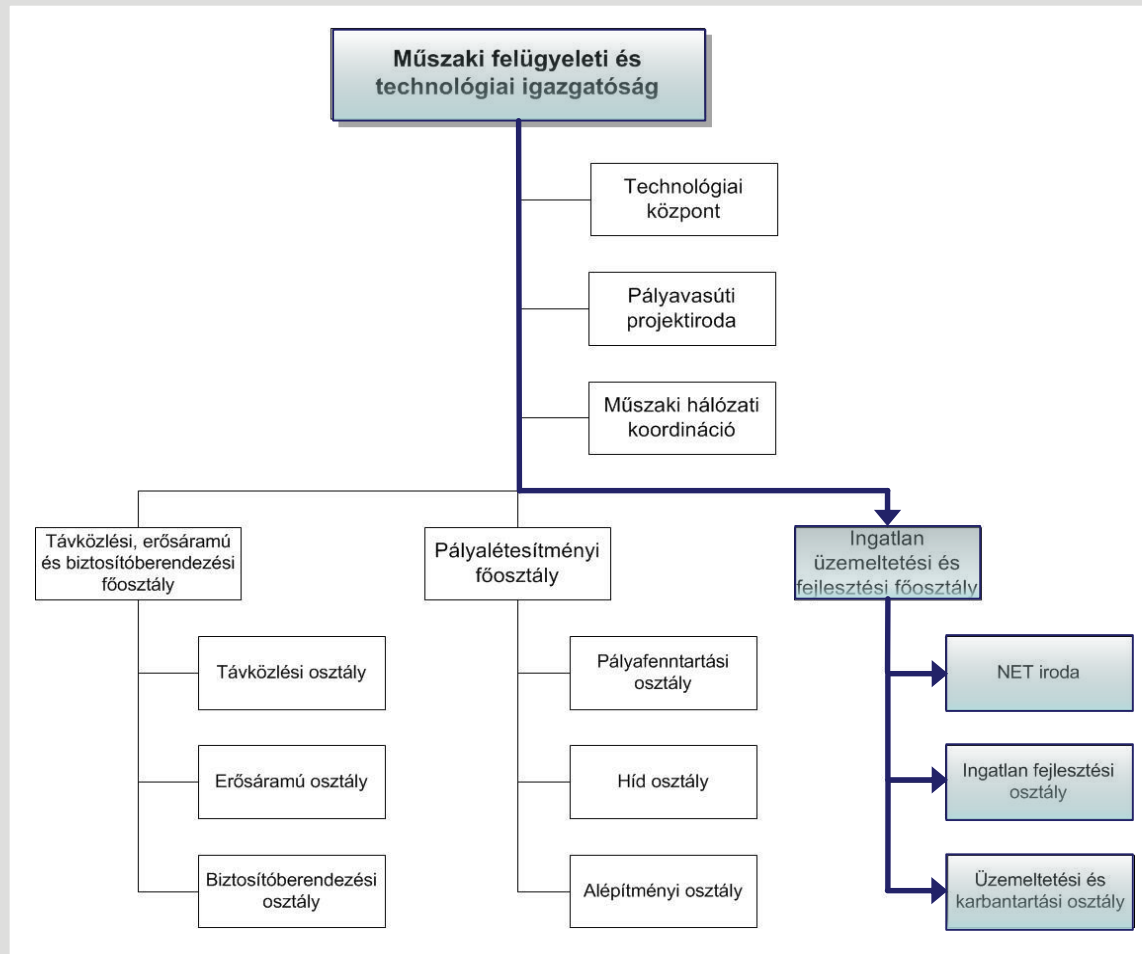 Műszaki felügyeleti és
technológiai igazgatóság
Technológiai
központ
Pályavasúti
projektiroda
Műszaki hálózati
koordináció
Távközlési, erősáramú
és biztosítóberendezési
főosztály
Pályalétesítményi
főosztály
Ingatlan
üzemeltetési és
fejlesztési főosztály
Távközlési osztály
Erősáramú osztály
Biztosítóberendezési
osztály
Pályafenntartási
osztály
Híd osztály
Alépítményi osztály
NET iroda
Ingatlan fejlesztési
osztály
Üzemeltetési és
karbantartási osztály